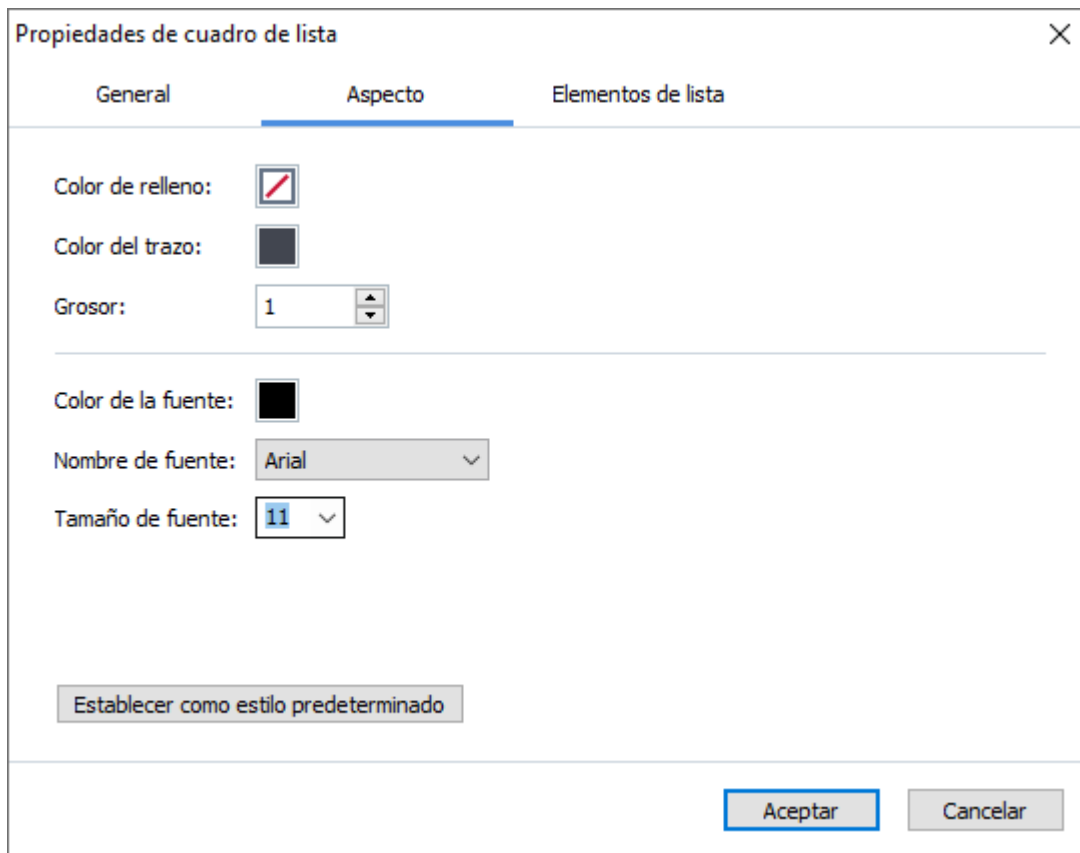 Propiedades de cuadro de lista
General Aspecto Elementos de lista
Color de relleno:
Color del trazo:
Grosor: 1
Color de la fuente:
Nombre de fuente: Arial
Tamaño de fuente: 11
Establecer como estilo predeterminado
Aceptar Cancelar